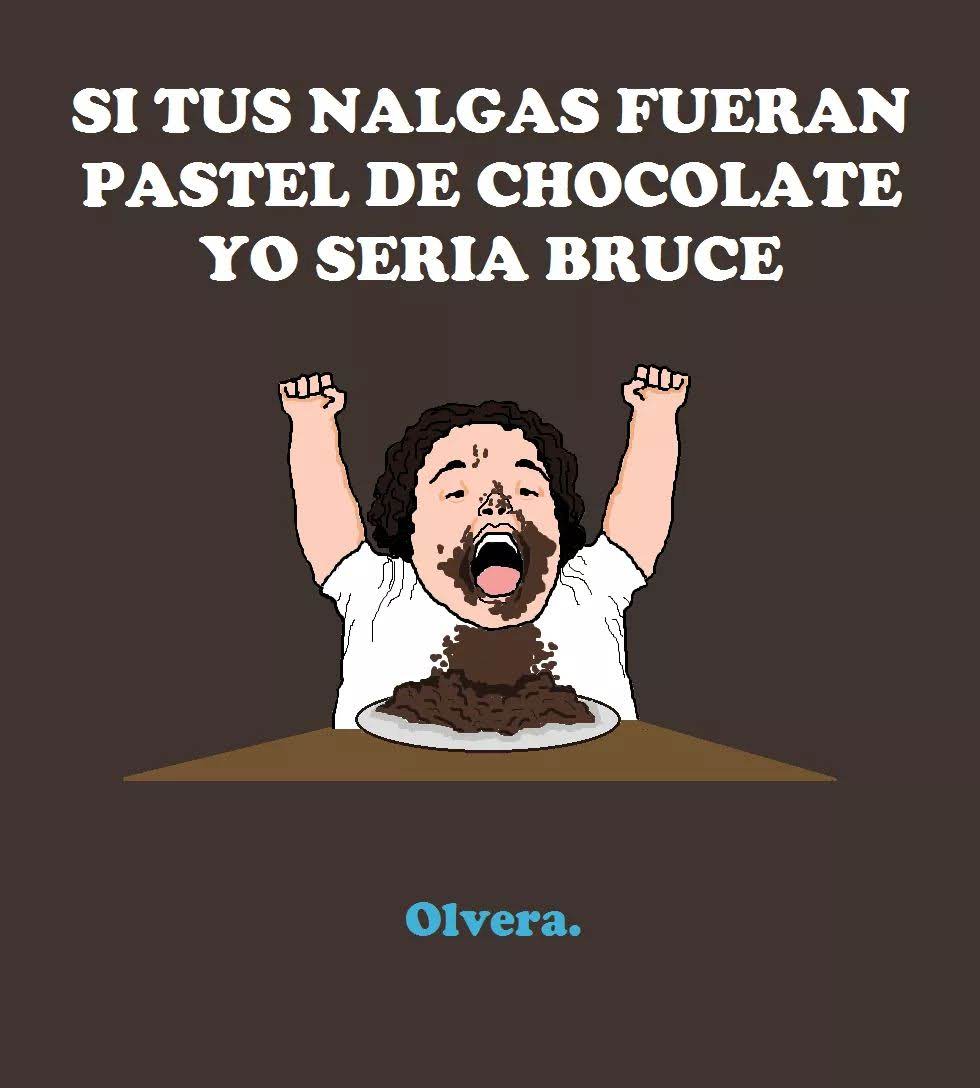 SI TUS NALGAS FUERAN
PASTEL DE CHOCOLATE
YO SERIA BRUCE
Olvera.